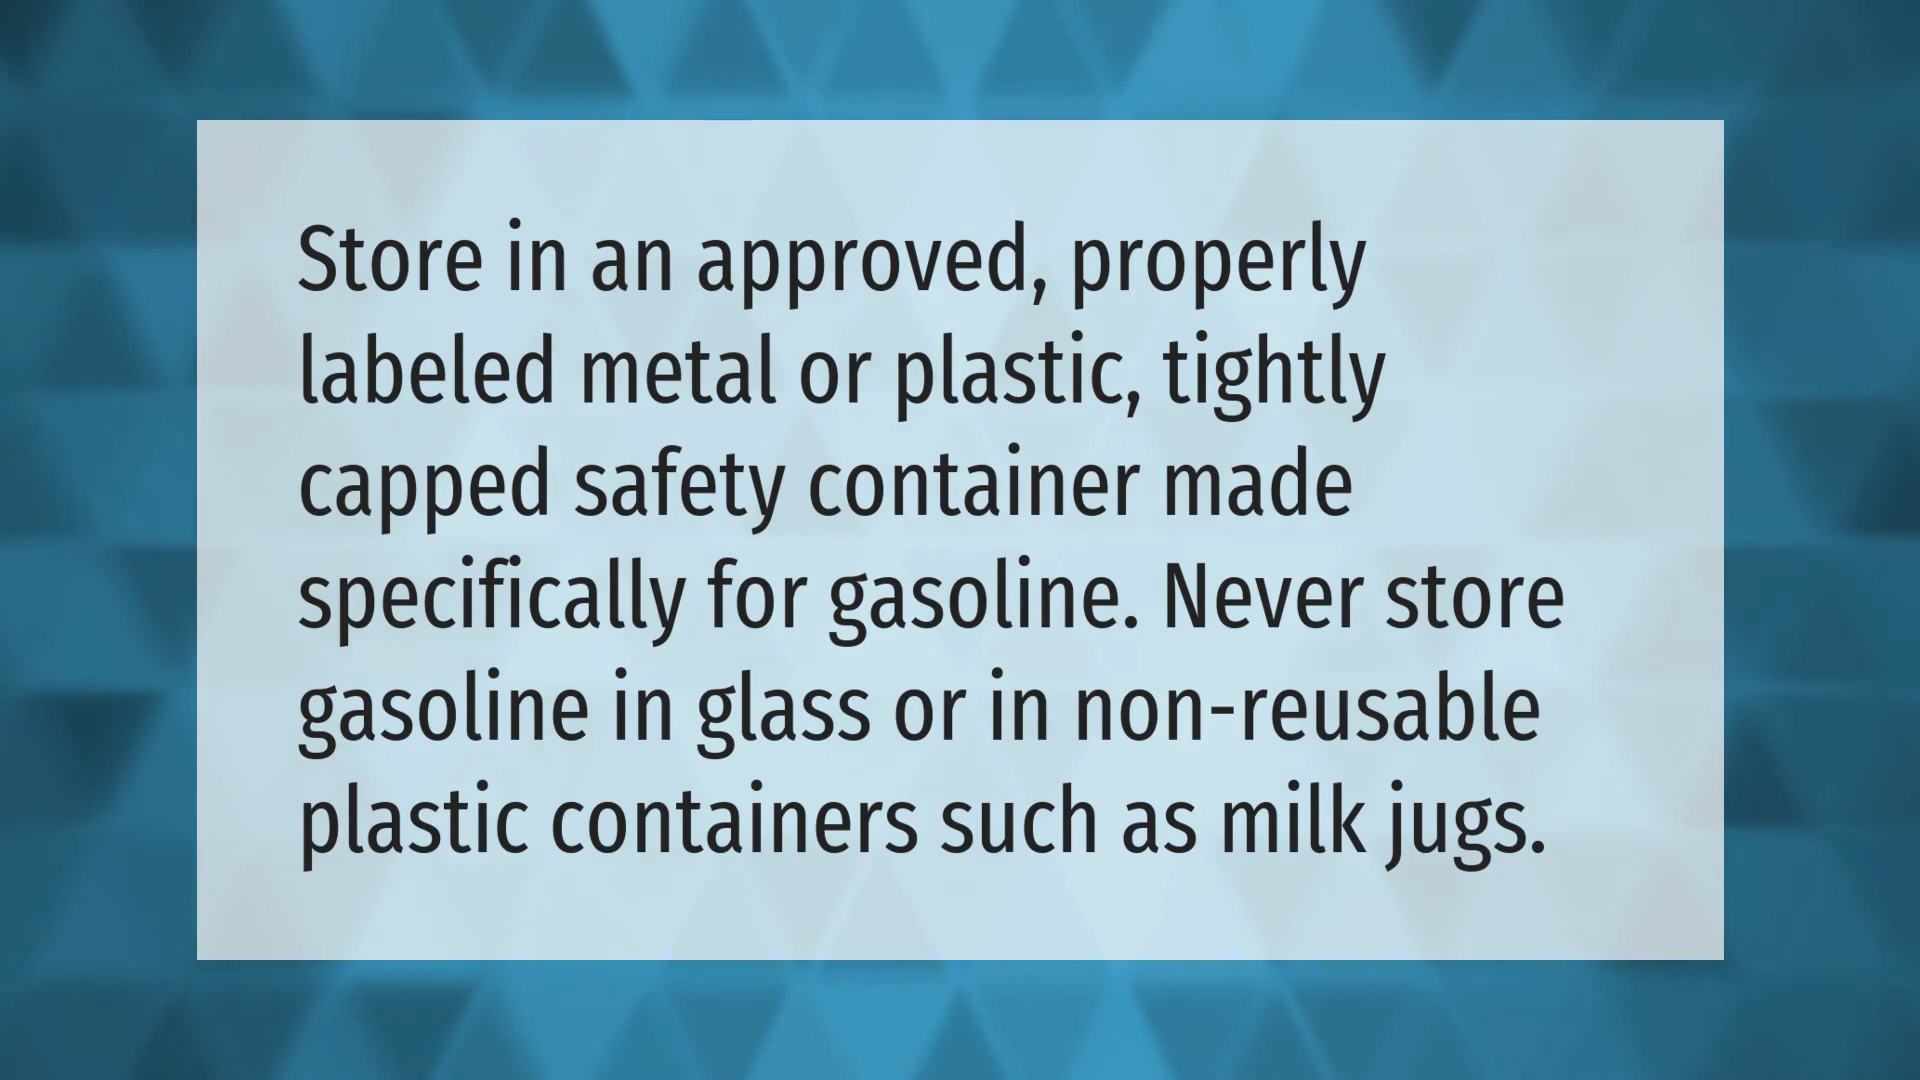 Store in an approved, properly
labeled metal or plastic, tightly
capped safety container made
specifically for gasoline. Never store
gasoline in glass or in non-reusable
plastic containers such as milk jugs.